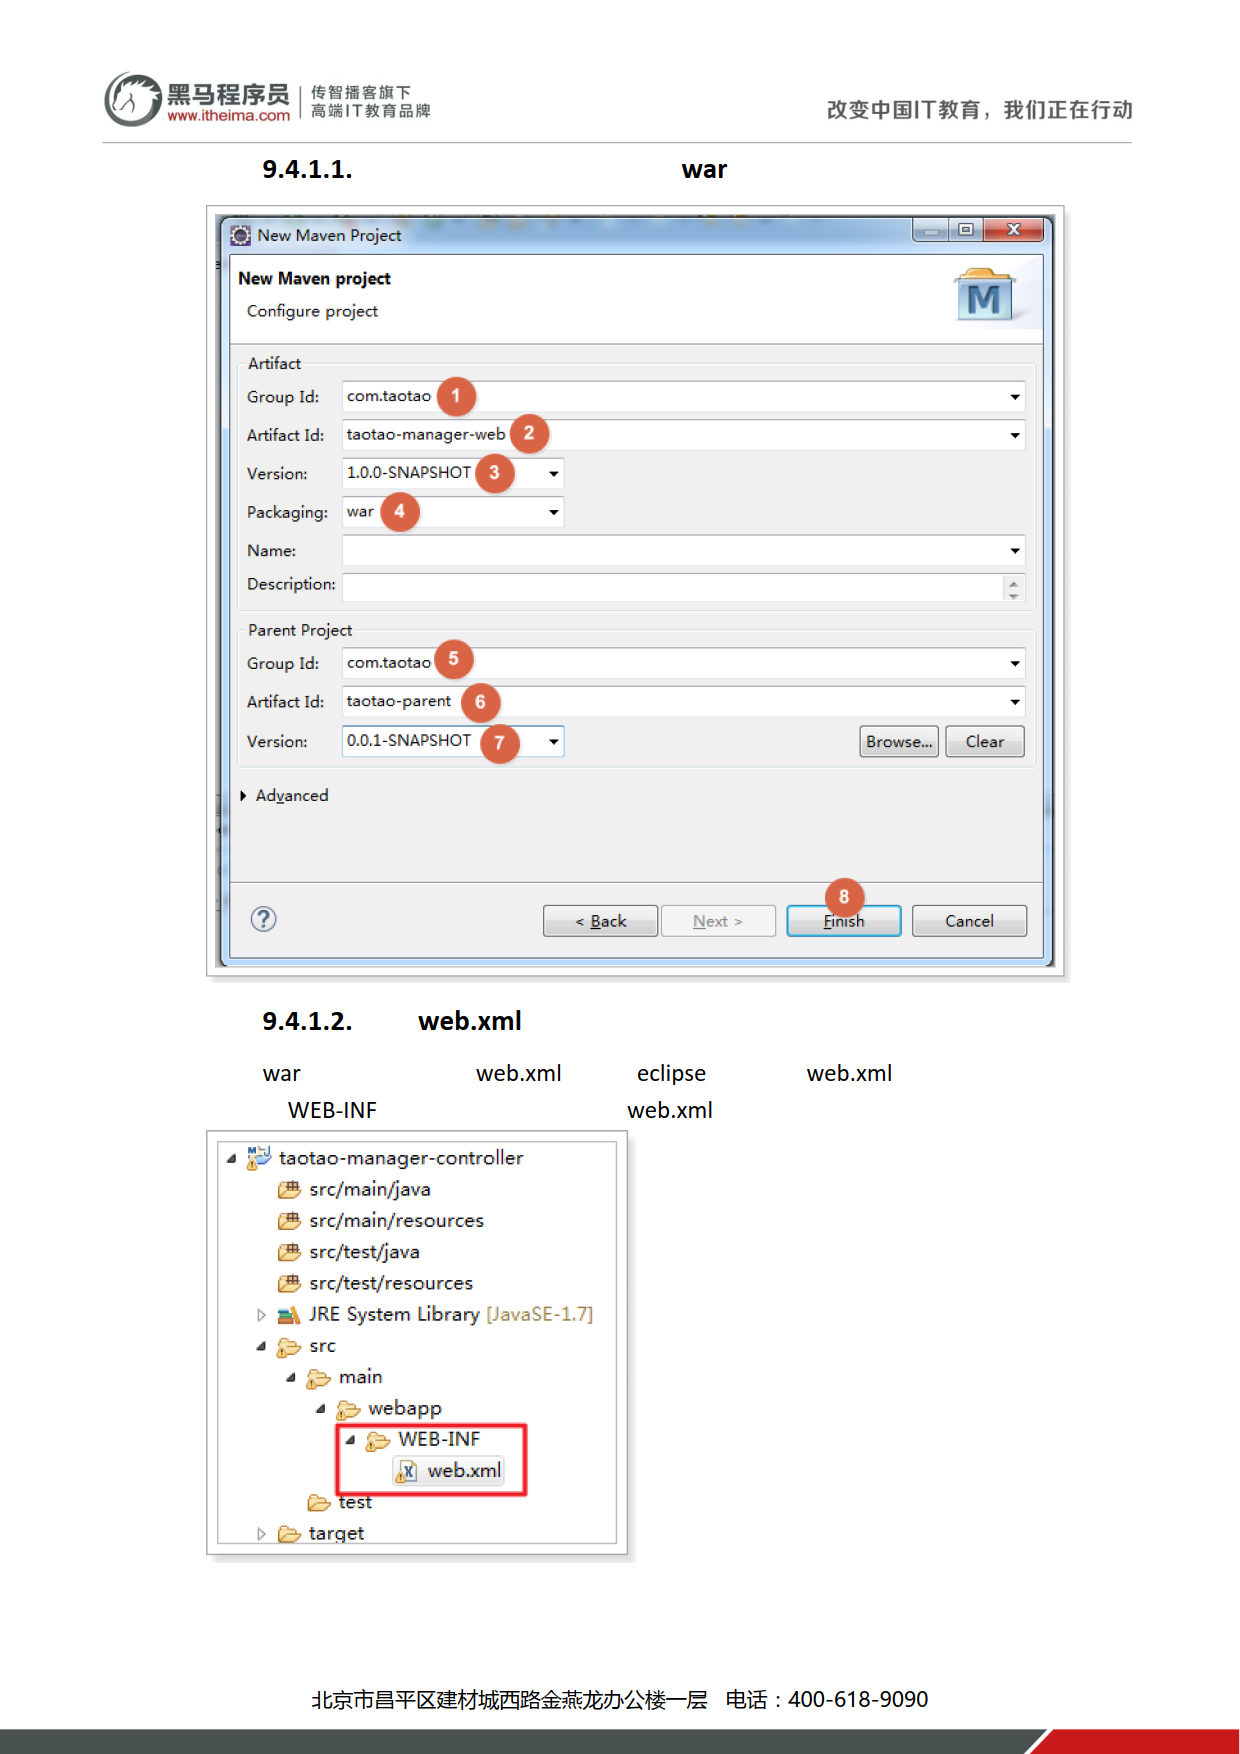 黑马程序员
www.itheima.com
传智播客旗下
高端IT教育品牌
改变中国IT教育，我们正在行动
9.4.1.1. war
New Maven Project
New Maven project
Configure project
M
Artifact
Group Id: com.taotao 1
Artifact Id: taotao-manager-web 2
Version: 1.0.0-SNAPSHOT 3
Packaging: war 4
Name:
Description:
Parent Project
Group Id: com.taotao 5
Artifact Id: taotao-parent 6
Version: 0.0.1-SNAPSHOT 7 Browse... Clear
Advanced
8
? < Back Next > Finish Cancel
9.4.1.2. web.xml
war web.xml eclipse web.xml
WEB-INF web.xml
taotao-manager-controller
src/main/java
src/main/resources
src/test/java
src/test/resources
JRE System Library [JavaSE-1.7]
src
main
webapp
WEB-INF
web.xml
test
target
北京市昌平区建材城西路金燕龙办公楼一层 电话：400-618-9090